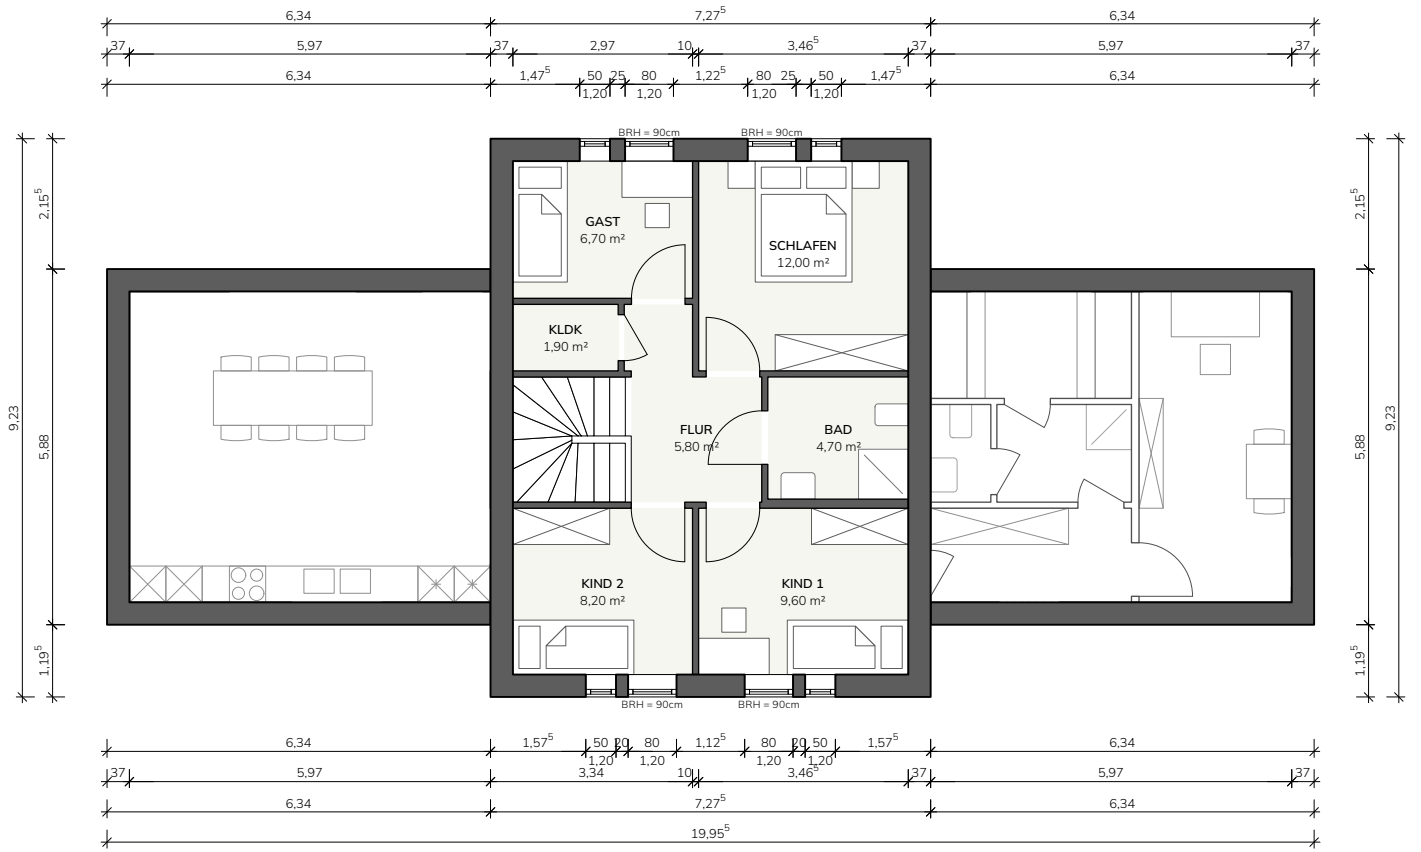 6,34 7,27⁵ 6,34
37 5,97 37 2,97 10 3,46⁵ 37 5,97 37
6,34 1,47⁵ 50 25 80 1,22⁵ 80 25 50 1,47⁵ 6,34
1,20 1,20 1,20 1,20
BRH = 90cm BRH = 90cm
2,15⁵ 2,15⁵
GAST
6,70 m²
SCHLAFEN
12,00 m²
KLDK
1,90 m²
9,23 5,88 5,88 9,23
FLUR
5,80 m²
BAD
4,70 m²
KIND 2
8,20 m²
KIND 1
9,60 m²
1,19⁵ 1,19⁵
BRH = 90cm BRH = 90cm
6,34 1,57⁵ 50 20 80 1,12⁵ 80 20 50 1,57⁵ 6,34
1,20 1,20 1,20 1,20
37 5,97 3,34 10 3,46⁵ 37 5,97 37
6,34 7,27⁵ 6,34
19,95⁵